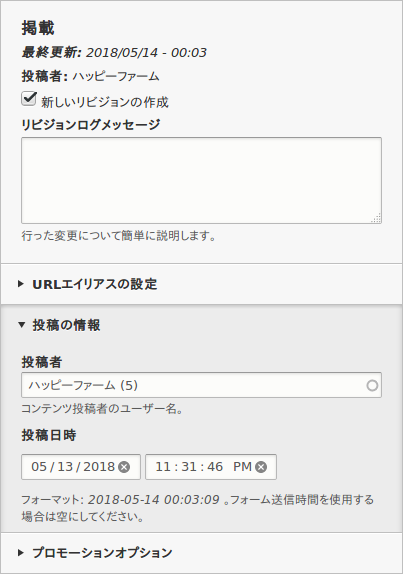 掲載
最終更新: 2018/05/14 - 00:03
投稿者: ハッピーファーム
新しいリビジョンの作成
リビジョンログメッセージ
行った変更について簡単に説明します。
URLエイリアスの設定
投稿の情報
投稿者
ハッピーファーム (5)
コンテンツ投稿者のユーザー名。
投稿日時
05/13/2018 11:31:46 PM
フォーマット: 2018-05-14 00:03:09 。フォーム送信時間を使用する
場合は空にしてください。
プロモーションオプション